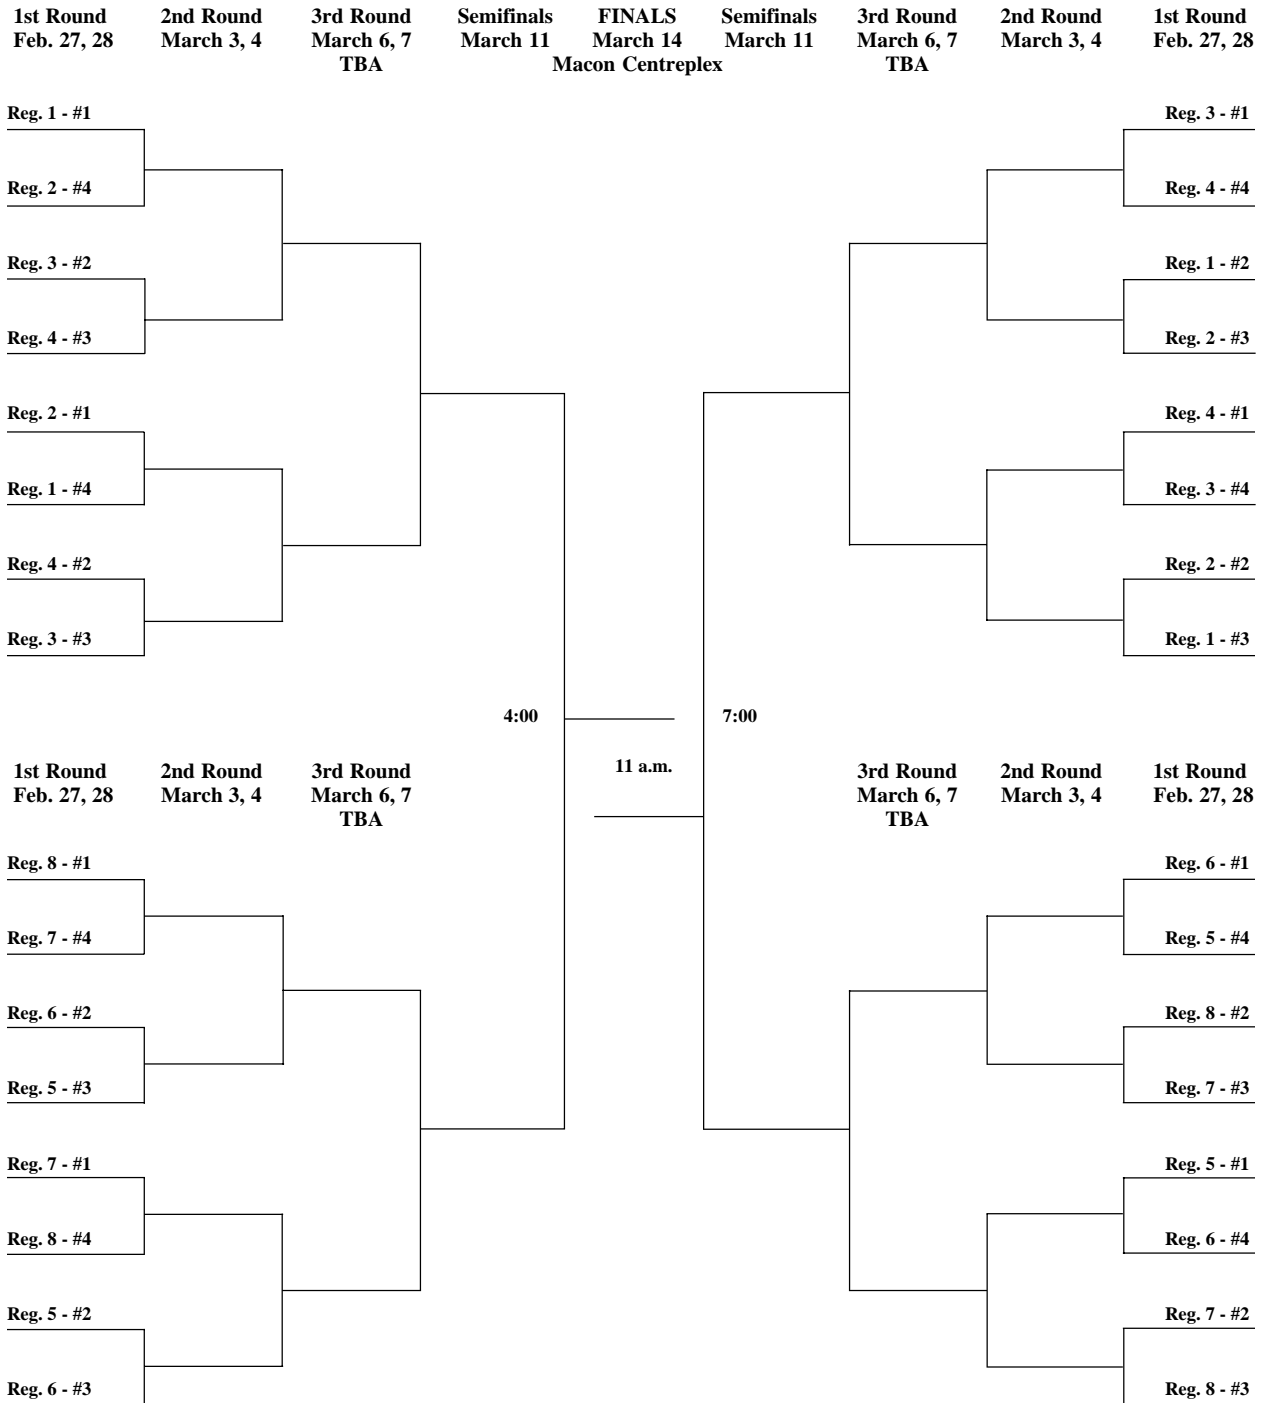 1st Round 2nd Round 3rd Round Semifinals FINALS Semifinals 3rd Round 2nd Round 1st Round
Feb. 27, 28 March 3, 4 March 6, 7 March 11 March 14 March 11 March 6, 7 March 3, 4 Feb. 27, 28
TBA Macon Centreplex TBA
Reg. 1 - #1 Reg. 3 - #1
Reg. 2 - #4 Reg. 4 - #4
Reg. 3 - #2 Reg. 1 - #2
Reg. 4 - #3 Reg. 2 - #3
Reg. 2 - #1 Reg. 4 - #1
Reg. 1 - #4 Reg. 3 - #4
Reg. 4 - #2 Reg. 2 - #2
Reg. 3 - #3 Reg. 1 - #3
4:00 7:00
11 a.m.
1st Round 2nd Round 3rd Round 3rd Round 2nd Round 1st Round
Feb. 27, 28 March 3, 4 March 6, 7 March 6, 7 March 3, 4 Feb. 27, 28
TBA TBA
Reg. 8 - #1 Reg. 6 - #1
Reg. 7 - #4 Reg. 5 - #4
Reg. 6 - #2 Reg. 8 - #2
Reg. 5 - #3 Reg. 7 - #3
Reg. 7 - #1 Reg. 5 - #1
Reg. 8 - #4 Reg. 6 - #4
Reg. 5 - #2 Reg. 7 - #2
Reg. 6 - #3 Reg. 8 - #3